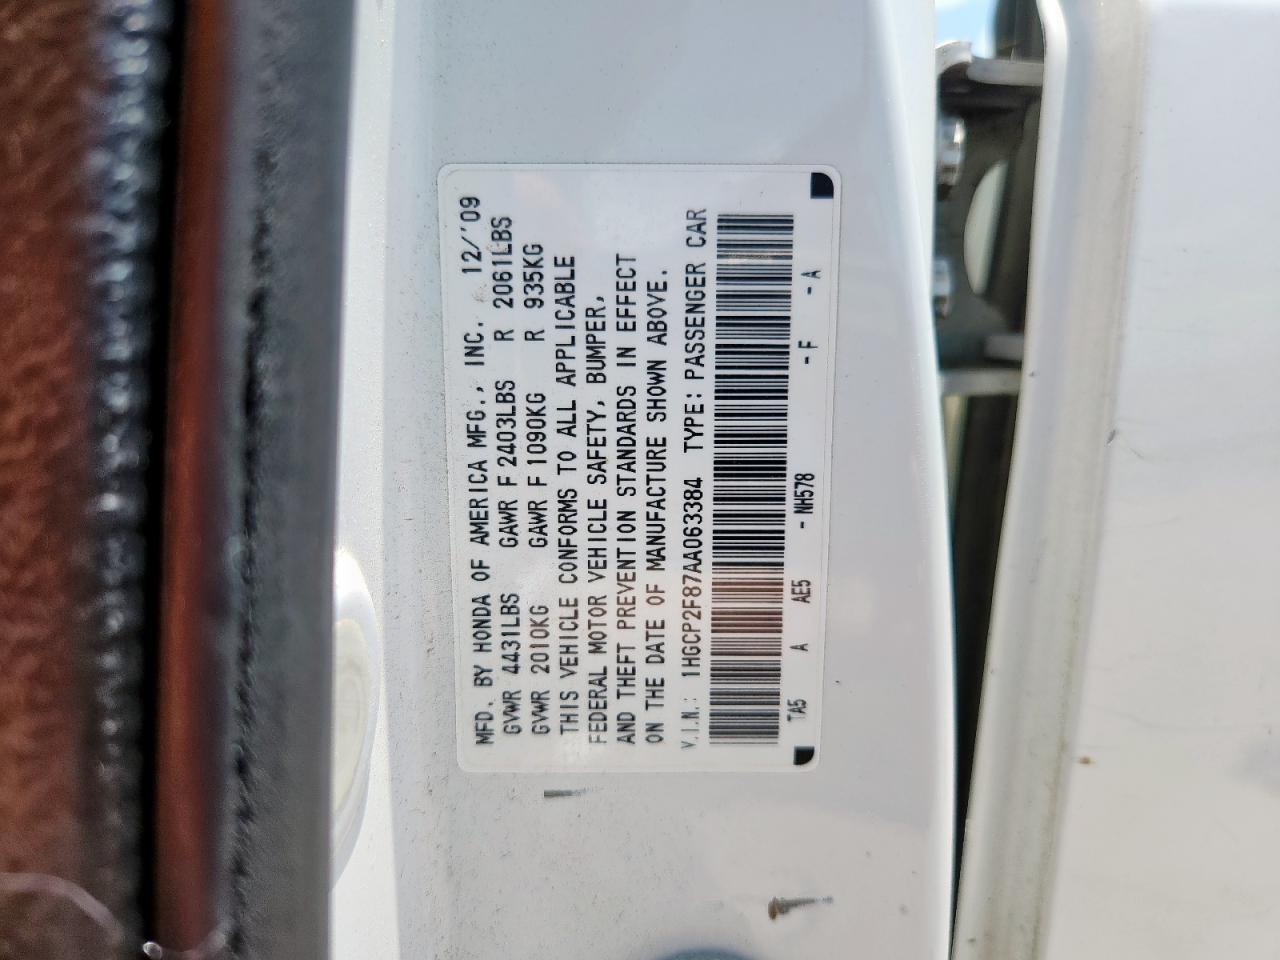 MFD. BY HONDA OF AMERICA MFG., INC. 12/'09
GVWR 4431LBS GAWR F 2403LBS R 2061LBS
GVWR 2010KG GAWR F 1090KG R 935KG
THIS VEHICLE CONFORMS TO ALL APPLICABLE
FEDERAL MOTOR VEHICLE SAFETY, BUMPER,
AND THEFT PREVENTION STANDARDS IN EFFECT
ON THE DATE OF MANUFACTURE SHOWN ABOVE.
V.I.N.: 1HGCP2F87AA063384 TYPE: PASSENGER CAR
TA5 A AE5 - NH578 - F - A